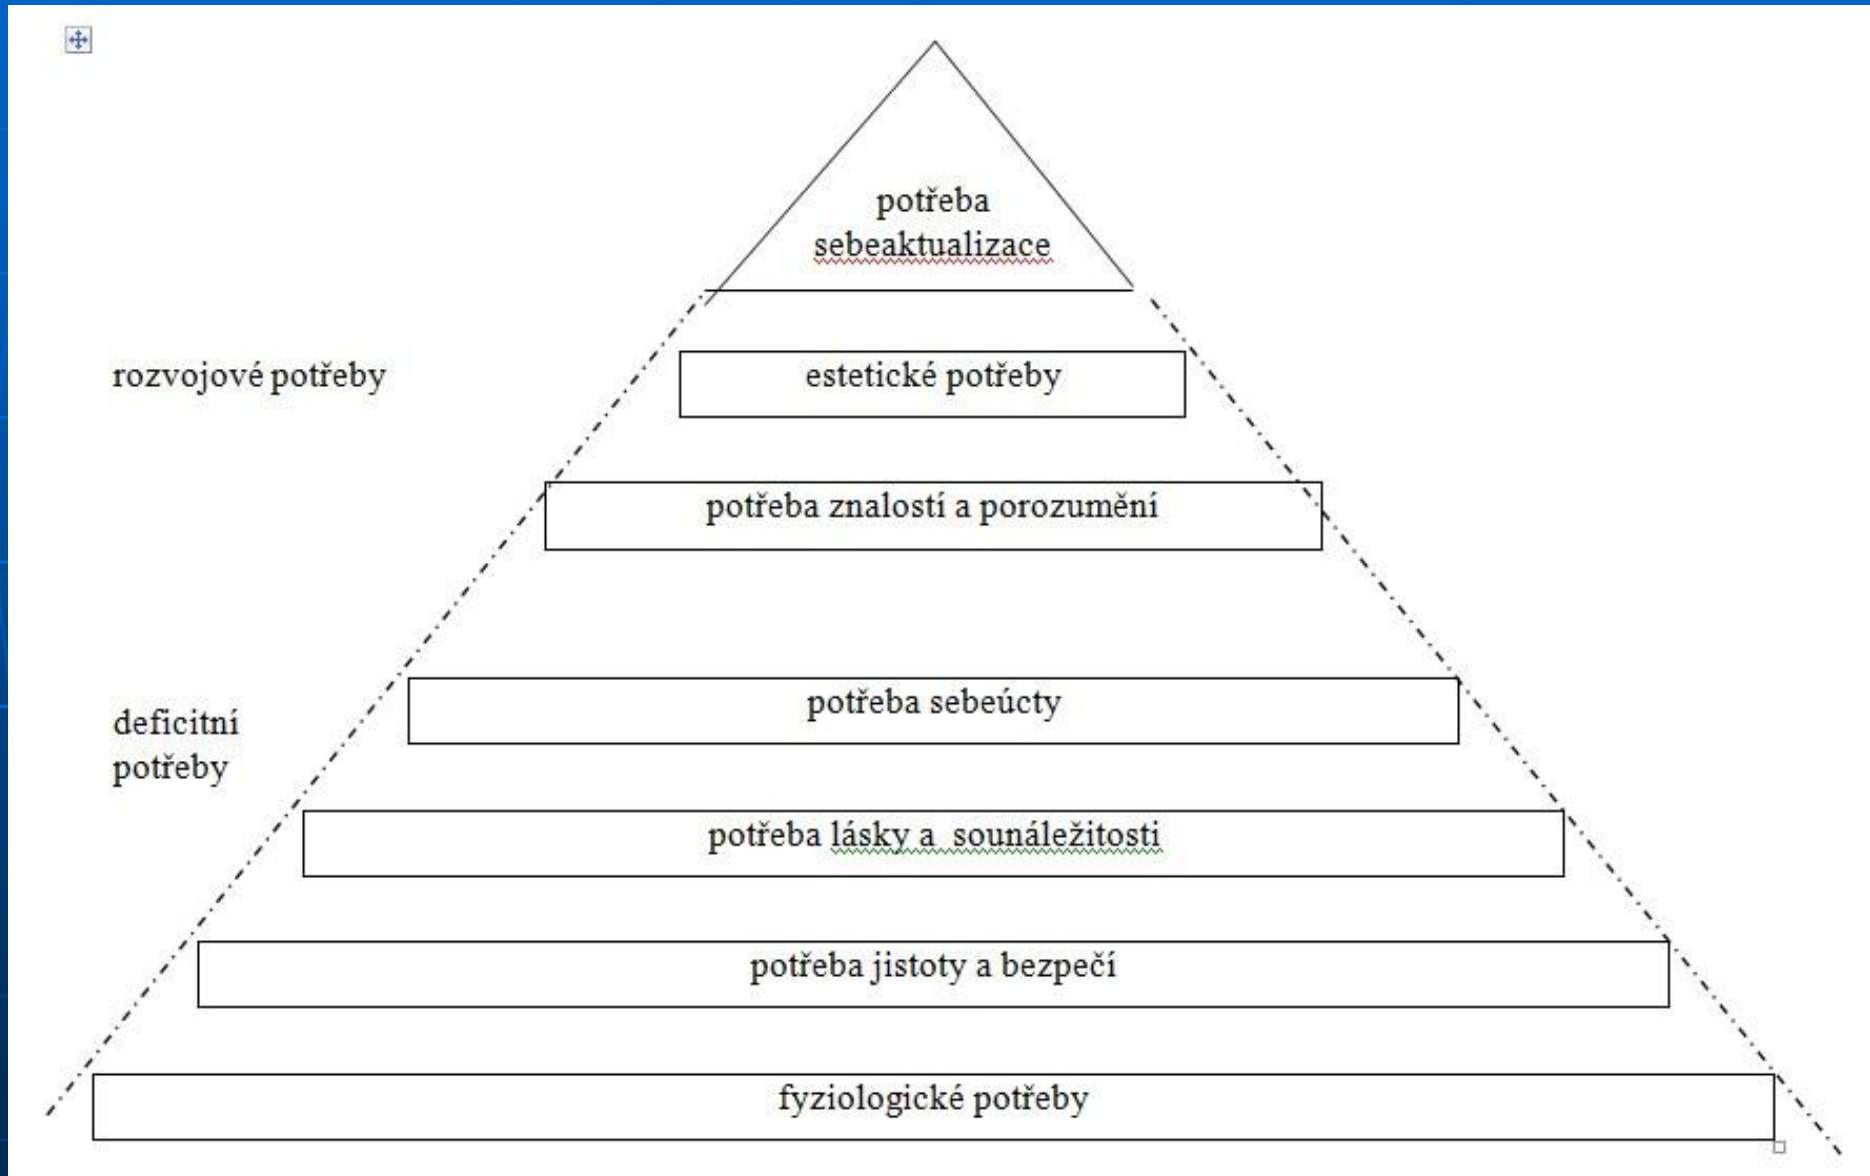 potřeba
sebeaktualizace
rozvojové potřeby
estetické potřeby
potřeba znalostí a porozumění
potřeba sebeúcty
deficitní
potřeby
potřeba lásky a  sounáležitosti
potřeba jistoty a bezpečí
fyziologické potřeby